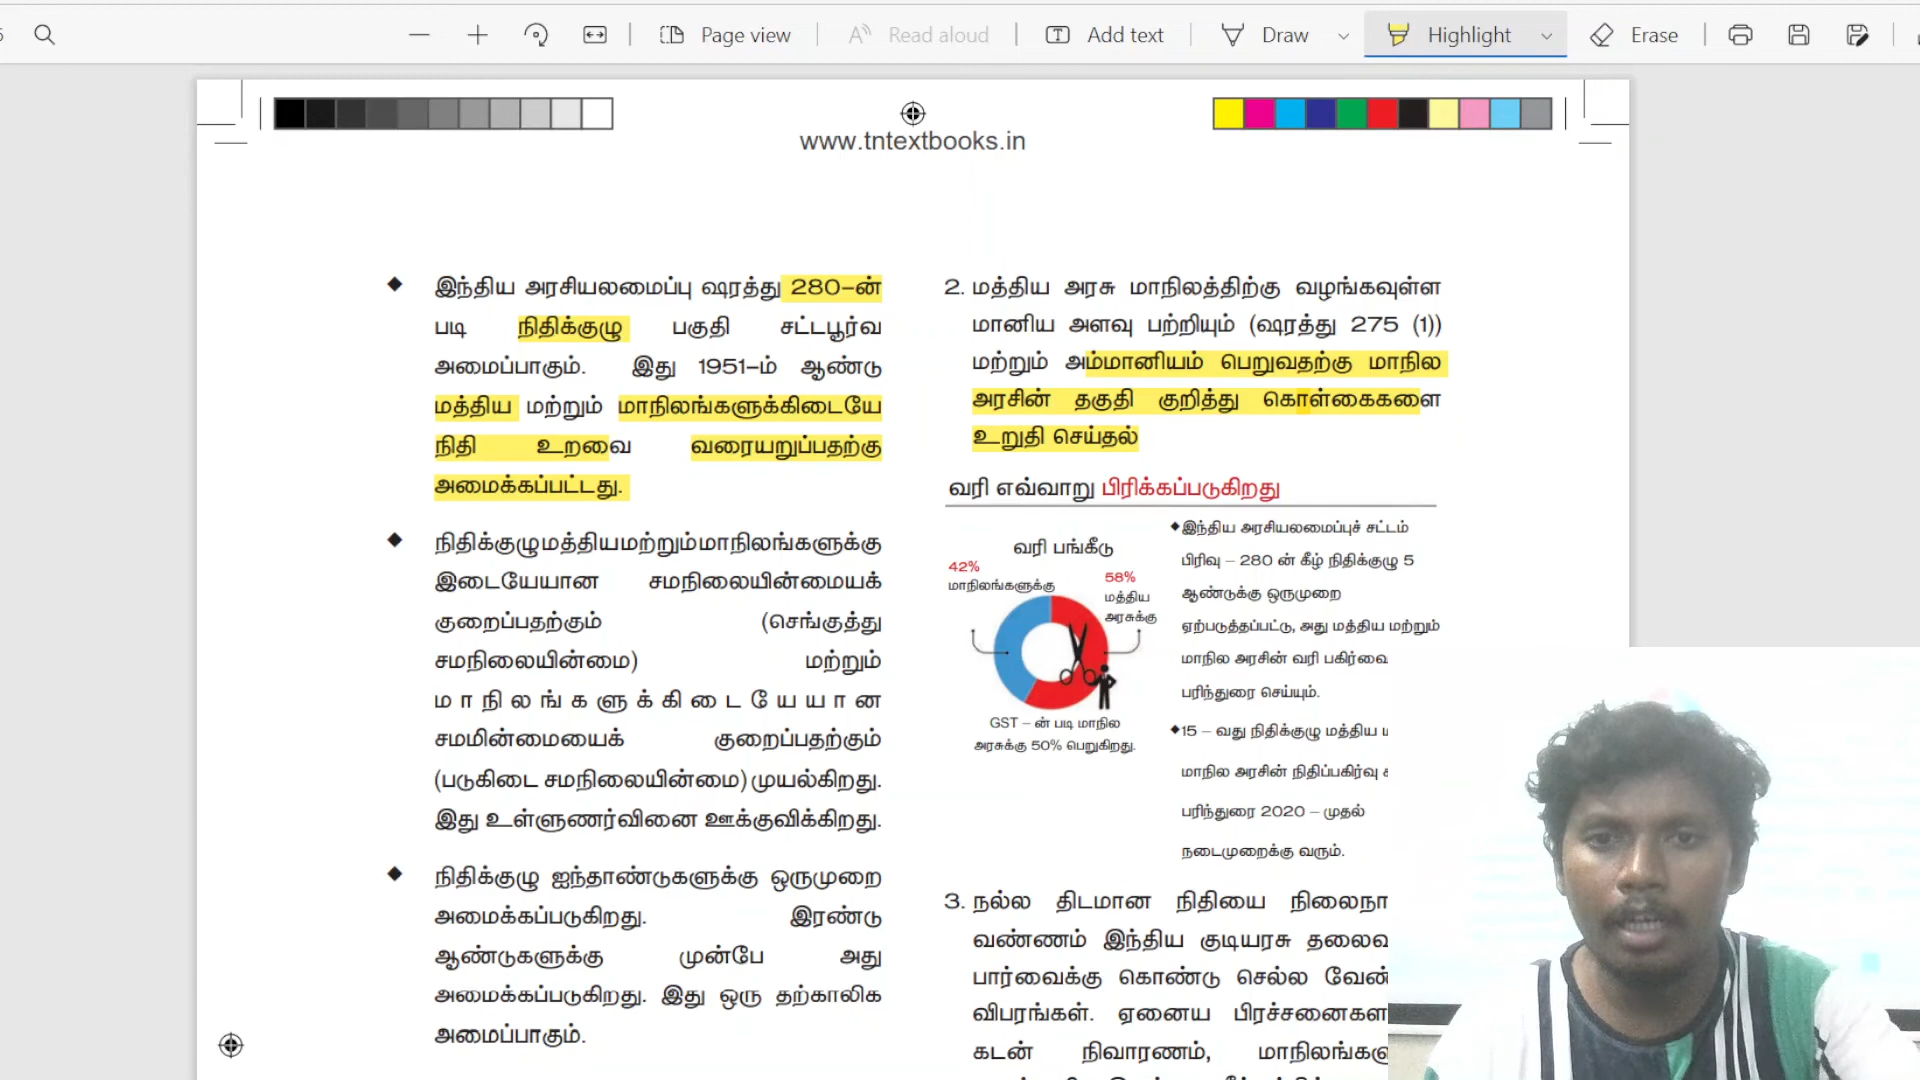 Page view
Read aloud
Add text
Draw
Highlight
Erase
www.tntextbooks.in
இந்திய அரசியலமைப்பு ஷரத்து 280–ன்
படி நிதிக்குழு பகுதி சட்டபூர்வ
அமைப்பாகும். இது 1951–ம் ஆண்டு
மத்திய மற்றும் மாநிலங்களுக்கிடையே
நிதி உறவை வரையறுப்பதற்கு
அமைக்கப்பட்டது.
நிதிக்குழுமத்தியமற்றும்மாநிலங்களுக்கு
இடையேயான சமநிலையின்மையக்
குறைப்பதற்கும் (செங்குத்து
சமநிலையின்மை) மற்றும்
மாநிலங்களுக்கிடையேயான
சமமின்மையைக் குறைப்பதற்கும்
(படுகிடை சமநிலையின்மை) முயல்கிறது.
இது உள்ளுணர்வினை ஊக்குவிக்கிறது.
நிதிக்குழு ஐந்தாண்டுகளுக்கு ஒருமுறை
அமைக்கப்படுகிறது. இரண்டு
ஆண்டுகளுக்கு முன்பே அது
அமைக்கப்படுகிறது. இது ஒரு தற்காலிக
அமைப்பாகும்.
2. மத்திய அரசு மாநிலத்திற்கு வழங்கவுள்ள
மானிய அளவு பற்றியும் (ஷரத்து 275 (1))
மற்றும் அம்மானியம் பெறுவதற்கு மாநில
அரசின் தகுதி குறித்து கொள்கைகளை
உறுதி செய்தல்
வரி எவ்வாறு பிரிக்கப்படுகிறது
வரி பங்கீடு
42%
மாநிலங்களுக்கு
58%
மத்திய
அரசுக்கு
GST – ன் படி மாநில
அரசுக்கு 50% பெறுகிறது.
இந்திய அரசியலமைப்புச் சட்டம்
பிரிவு – 280 ன் கீழ் நிதிக்குழு 5
ஆண்டுக்கு ஒருமுறை
ஏற்படுத்தப்பட்டு, அது மத்திய மற்றும்
மாநில அரசின் வரி பகிர்வை
பரிந்துரை செய்யும்.
15 – வது நிதிக்குழு மத்திய
மாநில அரசின் நிதிப்பகிர்வு
பரிந்துரை 2020 – முதல்
நடைமுறைக்கு வரும்.
3. நல்ல திடமான நிதியை நிலைநா
வண்ணம் இந்திய குடியரசு தலைவ
பார்வைக்கு கொண்டு செல்ல வேண்
விபரங்கள். ஏனைய பிரச்சனைகளா
கடன் நிவாரணம், மாநிலங்களு